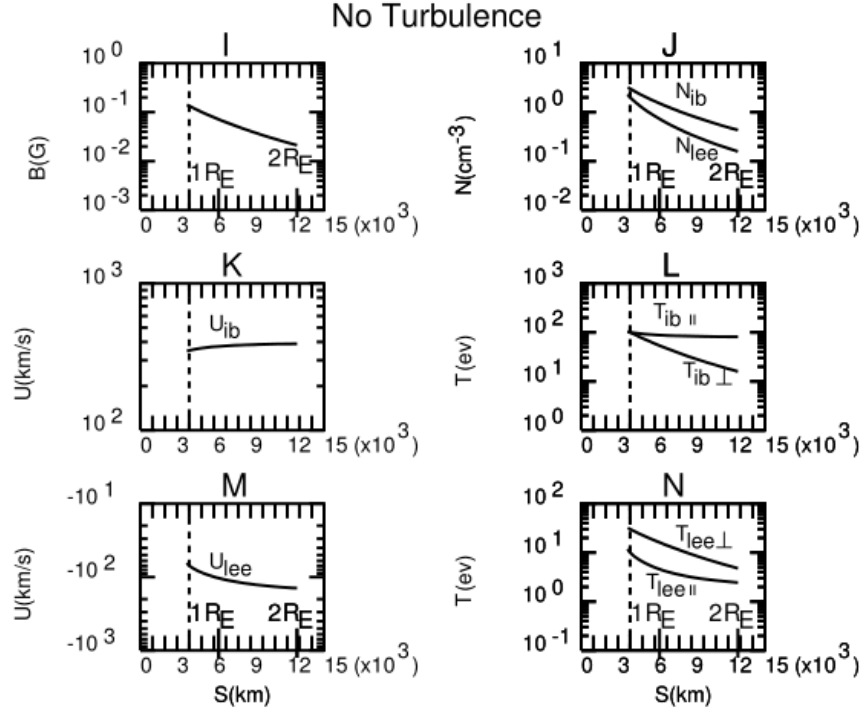 No Turbulence
I
J
10^0
10^-1
10^-2
10^-3
B(G)
1R_E
2R_E
0 3 6 9 12 15 (x10^3)
10^1
10^0
10^-1
10^-2
N(cm^-3)
N_ib
N_lee
1R_E
2R_E
0 3 6 9 12 15 (x10^3)
K
L
10^3
10^2
U(km/s)
U_ib
0 3 6 9 12 15 (x10^3)
10^3
10^2
10^1
10^0
T(ev)
T_ib ॥
T_ib ⊥
0 3 6 9 12 15 (x10^3)
M
N
-10^1
-10^2
-10^3
U(km/s)
U_lee
1R_E
2R_E
0 3 6 9 12 15 (x10^3)
S(km)
10^2
10^1
10^0
10^-1
T(ev)
T_lee⊥
T_lee॥
1R_E
2R_E
0 3 6 9 12 15 (x10^3)
S(km)